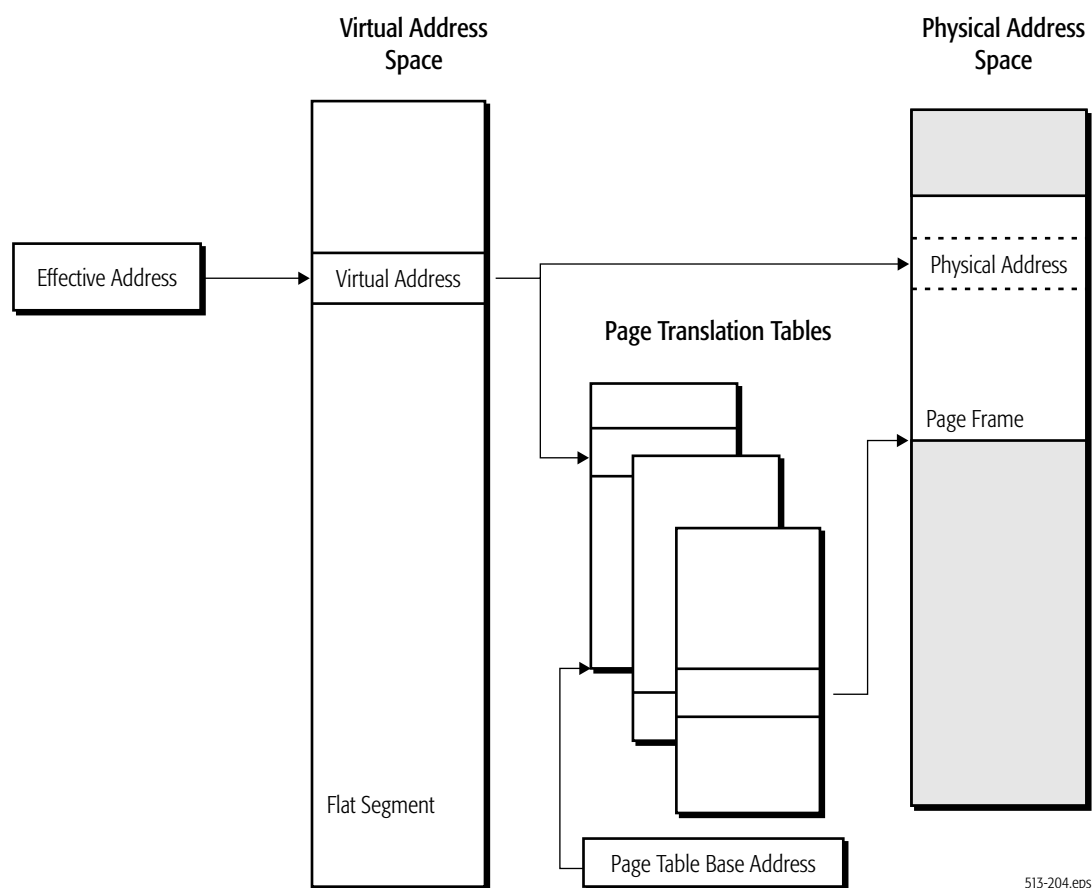 Virtual Address
Space
Physical Address
Space
Effective Address
Virtual Address
Physical Address
Page Translation Tables
Page Frame
Flat Segment
Page Table Base Address
513-204.eps